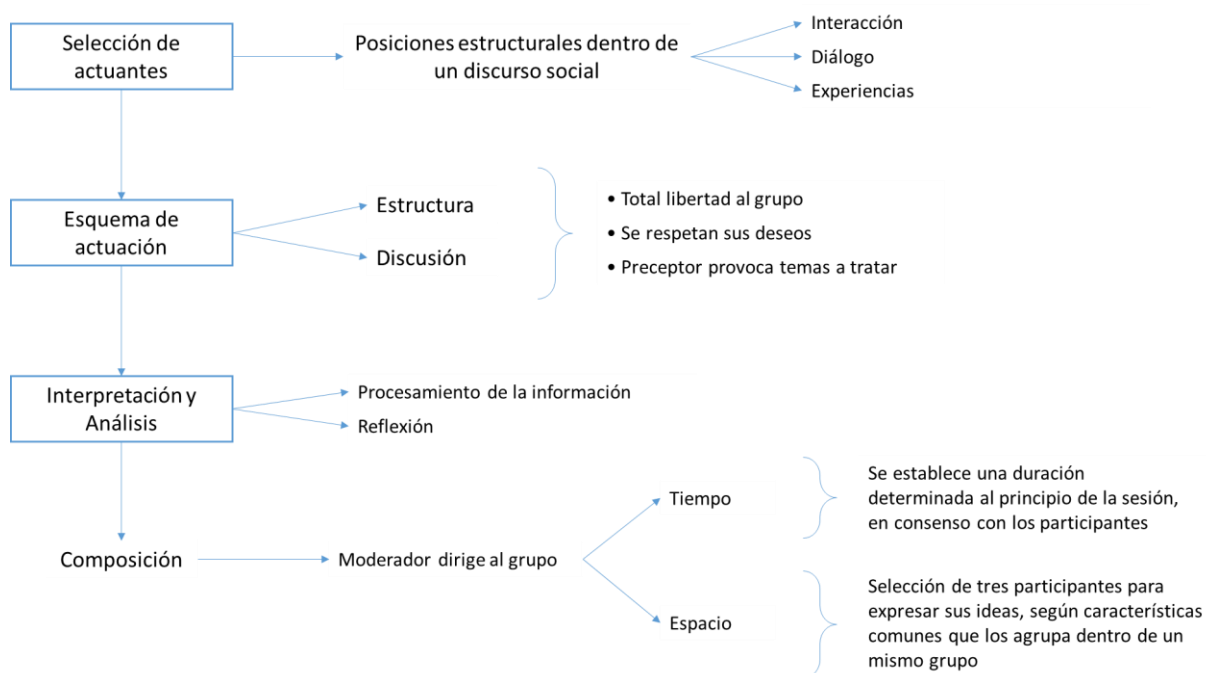 Selección de
actuantes
Posiciones estructurales dentro de
un discurso social
Interacción
Diálogo
Experiencias
Esquema de
actuación
Estructura
Discusión
• Total libertad al grupo
• Se respetan sus deseos
• Preceptor provoca temas a tratar
Interpretación y
Análisis
Procesamiento de la información
Reflexión
Composición
Moderador dirige al grupo
Tiempo
Se establece una duración
determinada al principio de la sesión,
en consenso con los participantes
Espacio
Selección de tres participantes para
expresar sus ideas, según características
comunes que los agrupa dentro de un
mismo grupo